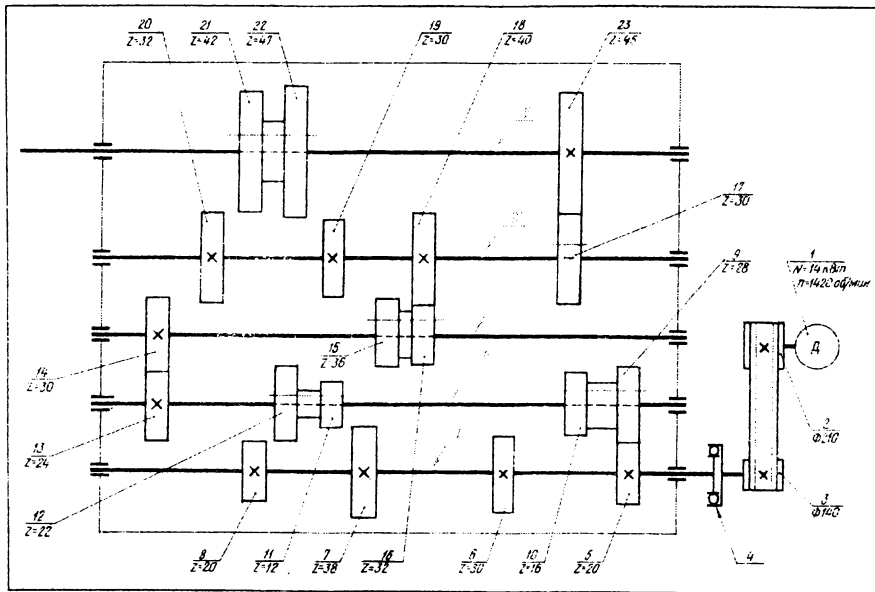 20
Z=32
21
Z=42
22
Z=47
19
Z=30
18
Z=40
23
Z=45
17
Z=30
9
Z=28
1
N=14 кВт
n=1420 об/мин
Д
15
Z=36
14
Z=30
13
Z=24
12
Z=22
2
Ф210
3
Ф140
8
Z=20
11
Z=12
7
Z=38
16
Z=32
6
Z=30
10
Z=16
5
Z=20
4